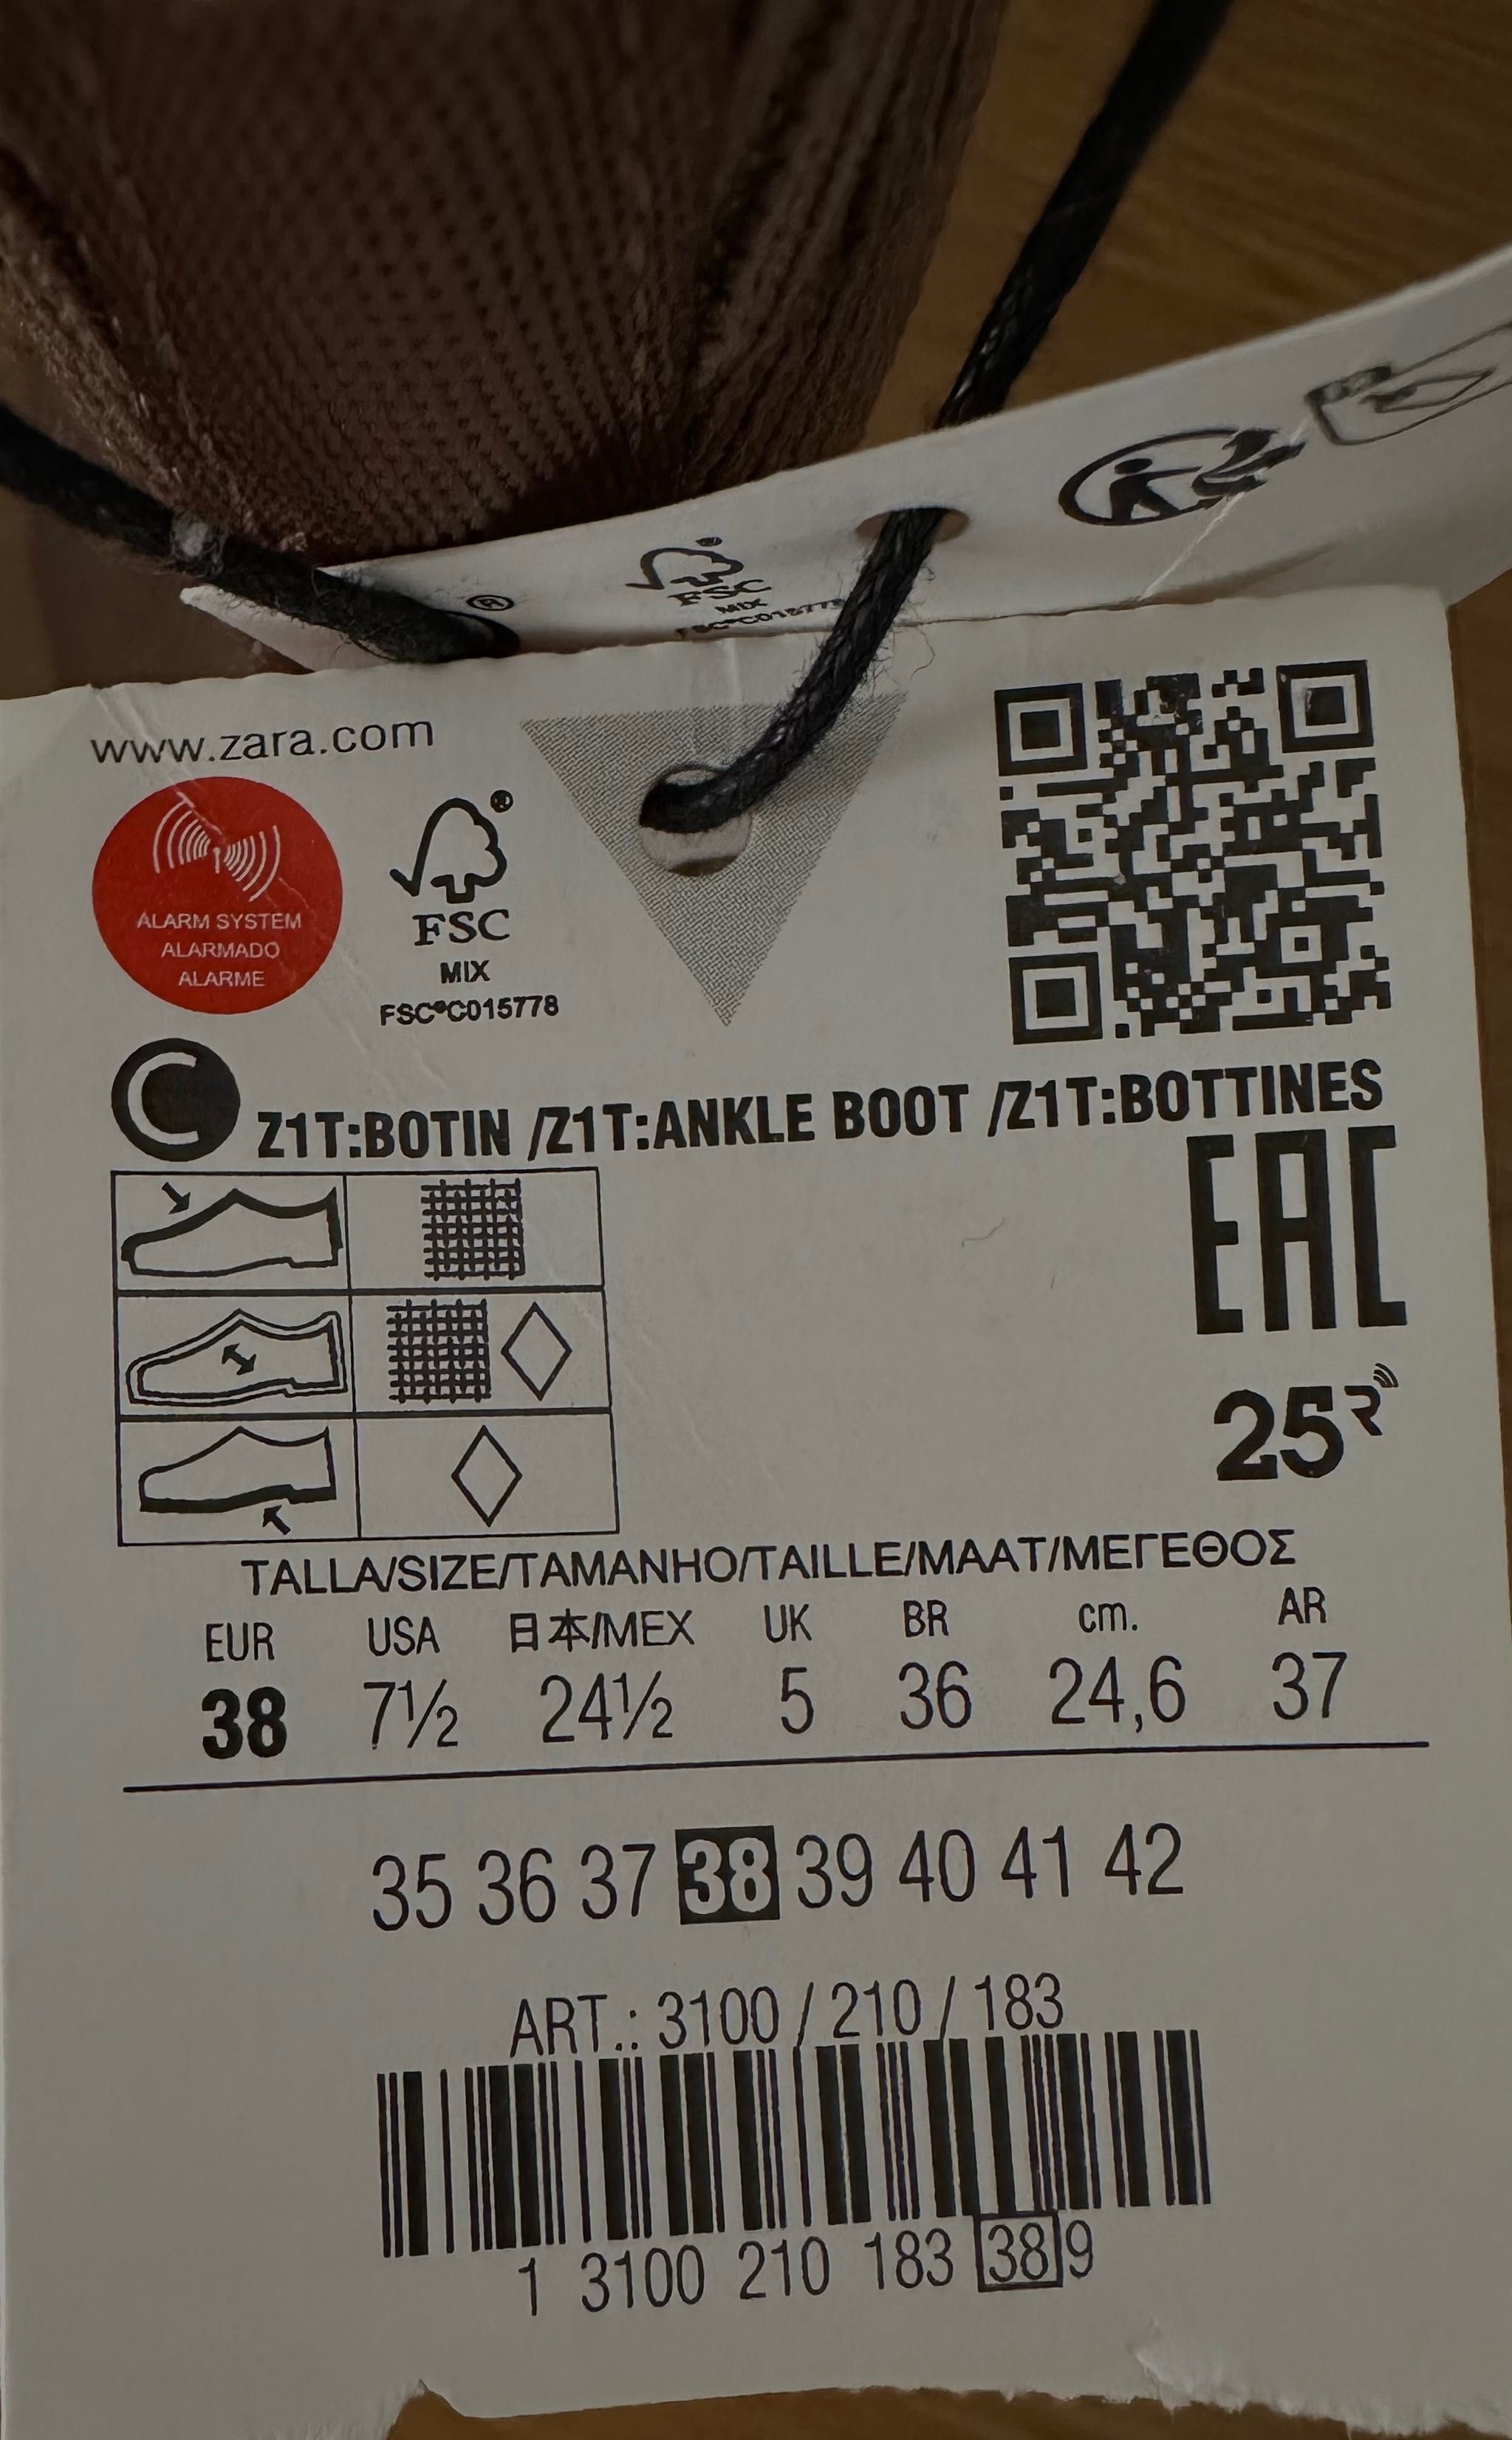 ®
FSC
MIX
www.zara.com
ALARM SYSTEM
ALARMADO
ALARME
®
FSC
MIX
FSC®C015778
C Z1T:BOTIN /Z1T:ANKLE BOOT /Z1T:BOTTINES
EAC
25
TALLA/SIZE/TAMANHO/TAILLE/MAAT/ΜΕΓΕΘΟΣ
EUR USA 日本/MEX UK BR cm. AR
38 7½ 24½ 5 36 24,6 37
35 36 37 38 39 40 41 42
ART.: 3100 / 210 / 183
1 3100 210 183 38 9